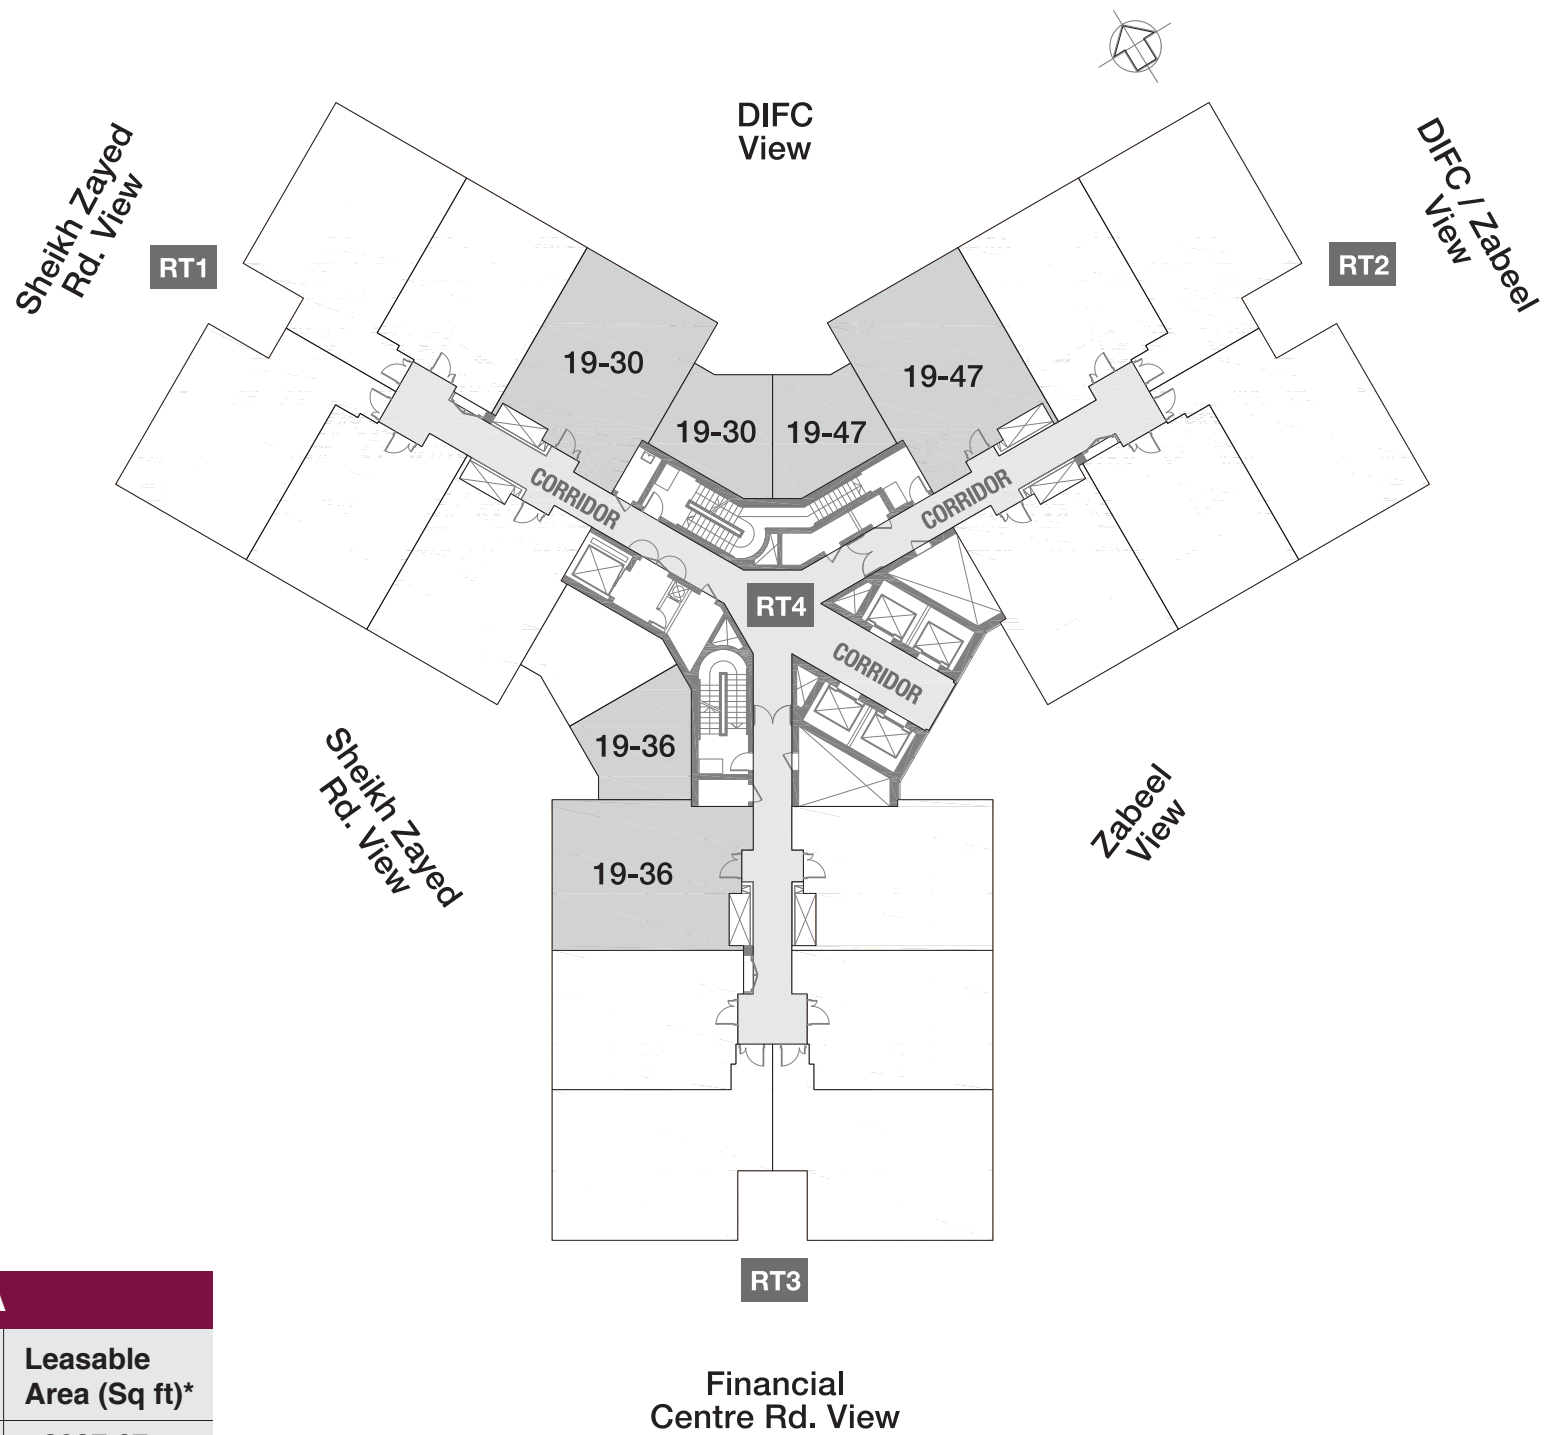 DIFC
View
Sheikh Zayed
Rd. View
DIFC / Zabeel
View
RT1
RT2
19-30
19-47
19-30
19-47
CORRIDOR
CORRIDOR
RT4
CORRIDOR
19-36
Sheikh Zayed
Rd. View
Zabeel
View
19-36
RT3
A
Leasable
Area (Sq ft)*
Financial
Centre Rd. View